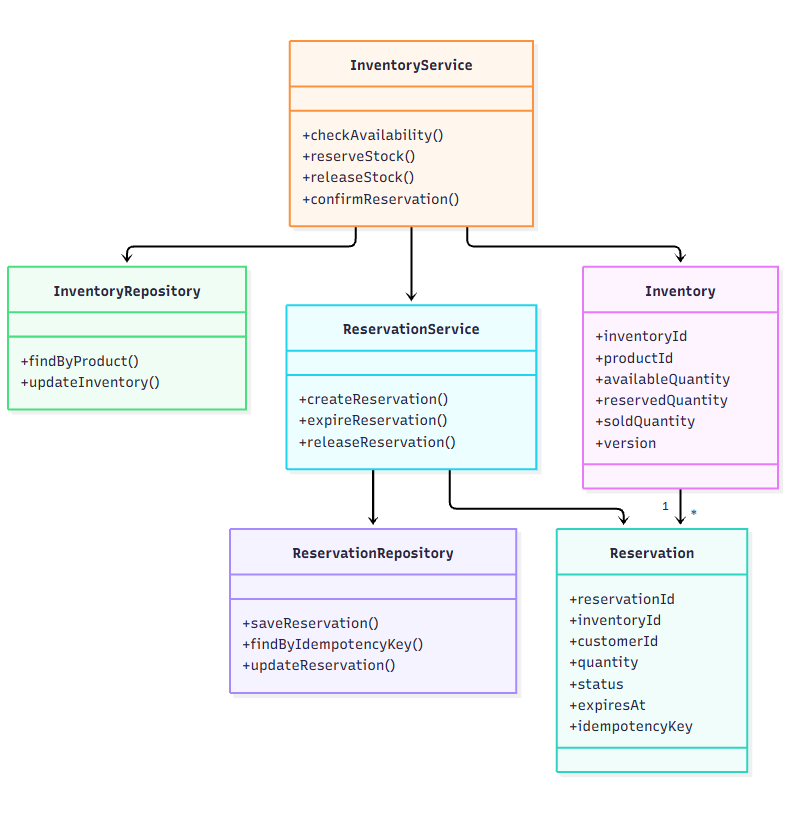 InventoryService
+checkAvailability()
+reserveStock()
+releaseStock()
+confirmReservation()
InventoryRepository
+findByProduct()
+updateInventory()
ReservationService
+createReservation()
+expireReservation()
+releaseReservation()
Inventory
+inventoryId
+productId
+availableQuantity
+reservedQuantity
+soldQuantity
+version
1
*
ReservationRepository
+saveReservation()
+findByIdempotencyKey()
+updateReservation()
Reservation
+reservationId
+inventoryId
+customerId
+quantity
+status
+expiresAt
+idempotencyKey